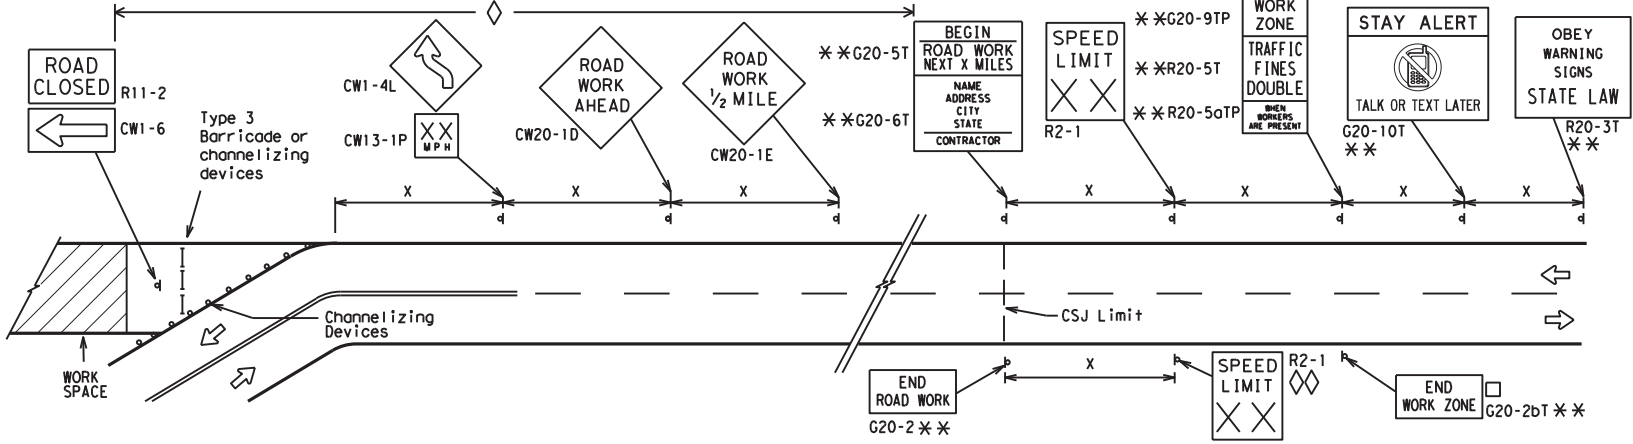 ROAD
CLOSED
R11-2
CW1-6
Type 3
Barricade or
channelizing
devices
CW1-4L
XX
MPH
CW13-1P
ROAD
WORK
AHEAD
CW20-1D
ROAD
WORK
1/2 MILE
CW20-1E
**G20-5T
**G20-6T
BEGIN
ROAD WORK
NEXT X MILES
NAME
ADDRESS
CITY
STATE
CONTRACTOR
SPEED
LIMIT
XX
R2-1
**G20-9TP
**R20-5T
**R20-5aTP
WORK
ZONE
TRAFFIC
FINES
DOUBLE
WHEN
WORKERS
ARE PRESENT
STAY ALERT
TALK OR TEXT LATER
G20-10T
**
OBEY
WARNING
SIGNS
STATE LAW
R20-3T
**
X
X
X
X
X
X
X
Channelizing
Devices
WORK
SPACE
CSJ Limit
END
ROAD WORK
G20-2 **
X
SPEED
LIMIT
XX
R2-1
END
WORK ZONE
G20-2bT **